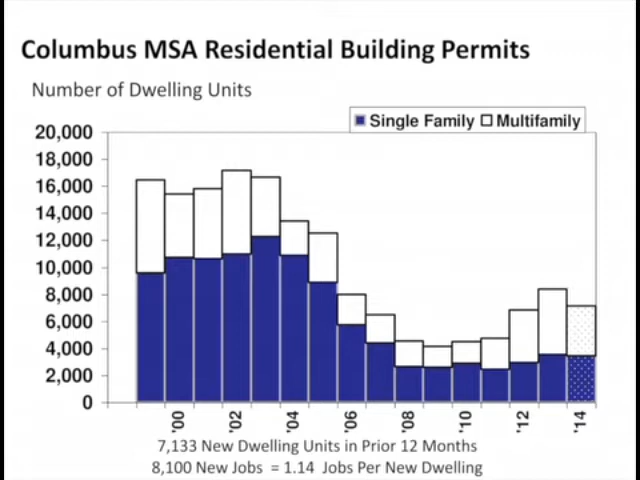 Columbus MSA Residential Building Permits
Number of Dwelling Units
Single Family Multifamily
20,000
18,000
16,000
14,000
12,000
10,000
8,000
6,000
4,000
2,000
0
'00 '02 '04 '06 '08 '10 '12 '14
7,133 New Dwelling Units in Prior 12 Months
8,100 New Jobs = 1.14 Jobs Per New Dwelling